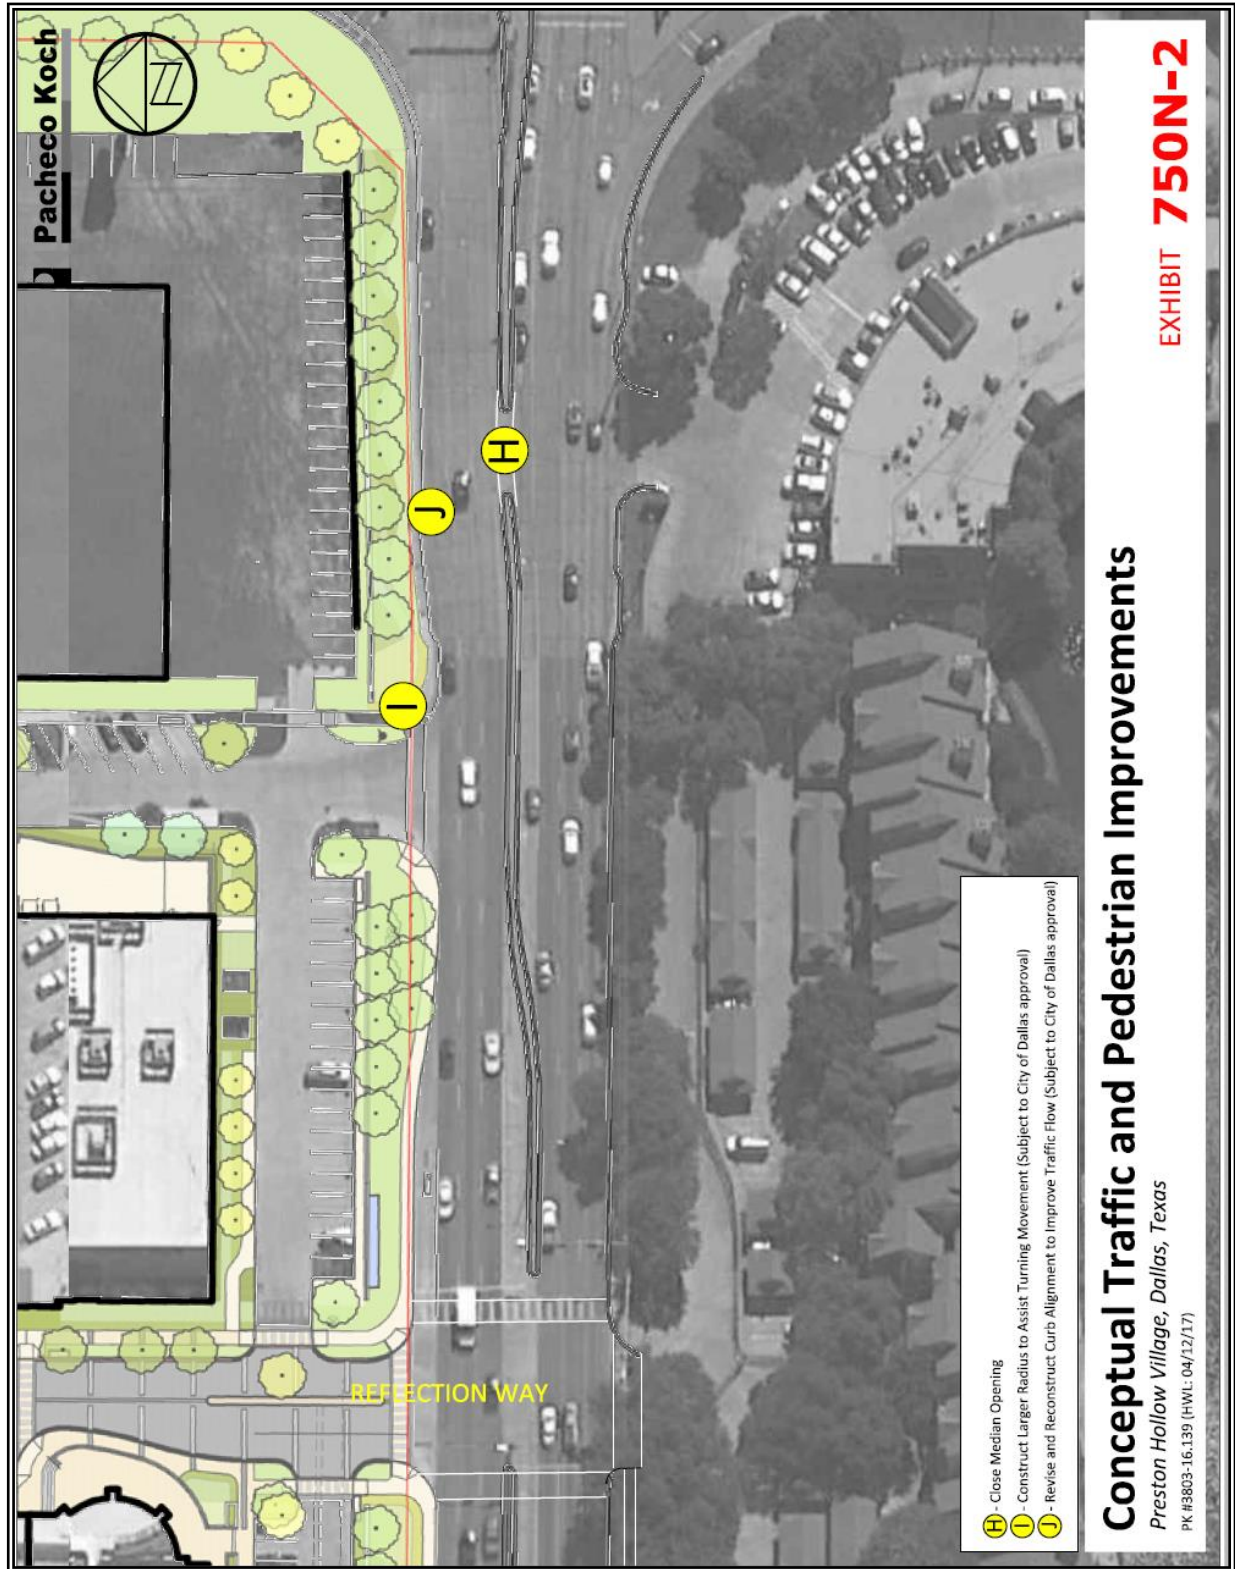 Pacheco Koch
N
H
J
I
REFLECTION WAY
H - Close Median Opening
I - Construct Larger Radius to Assist Turning Movement (Subject to City of Dallas approval)
J - Revise and Reconstruct Curb Alignment to Improve Traffic Flow (Subject to City of Dallas approval)
Conceptual Traffic and Pedestrian Improvements
Preston Hollow Village, Dallas, Texas
PK #3803-16.139 (HWL: 04/12/17)
EXHIBIT 750N-2